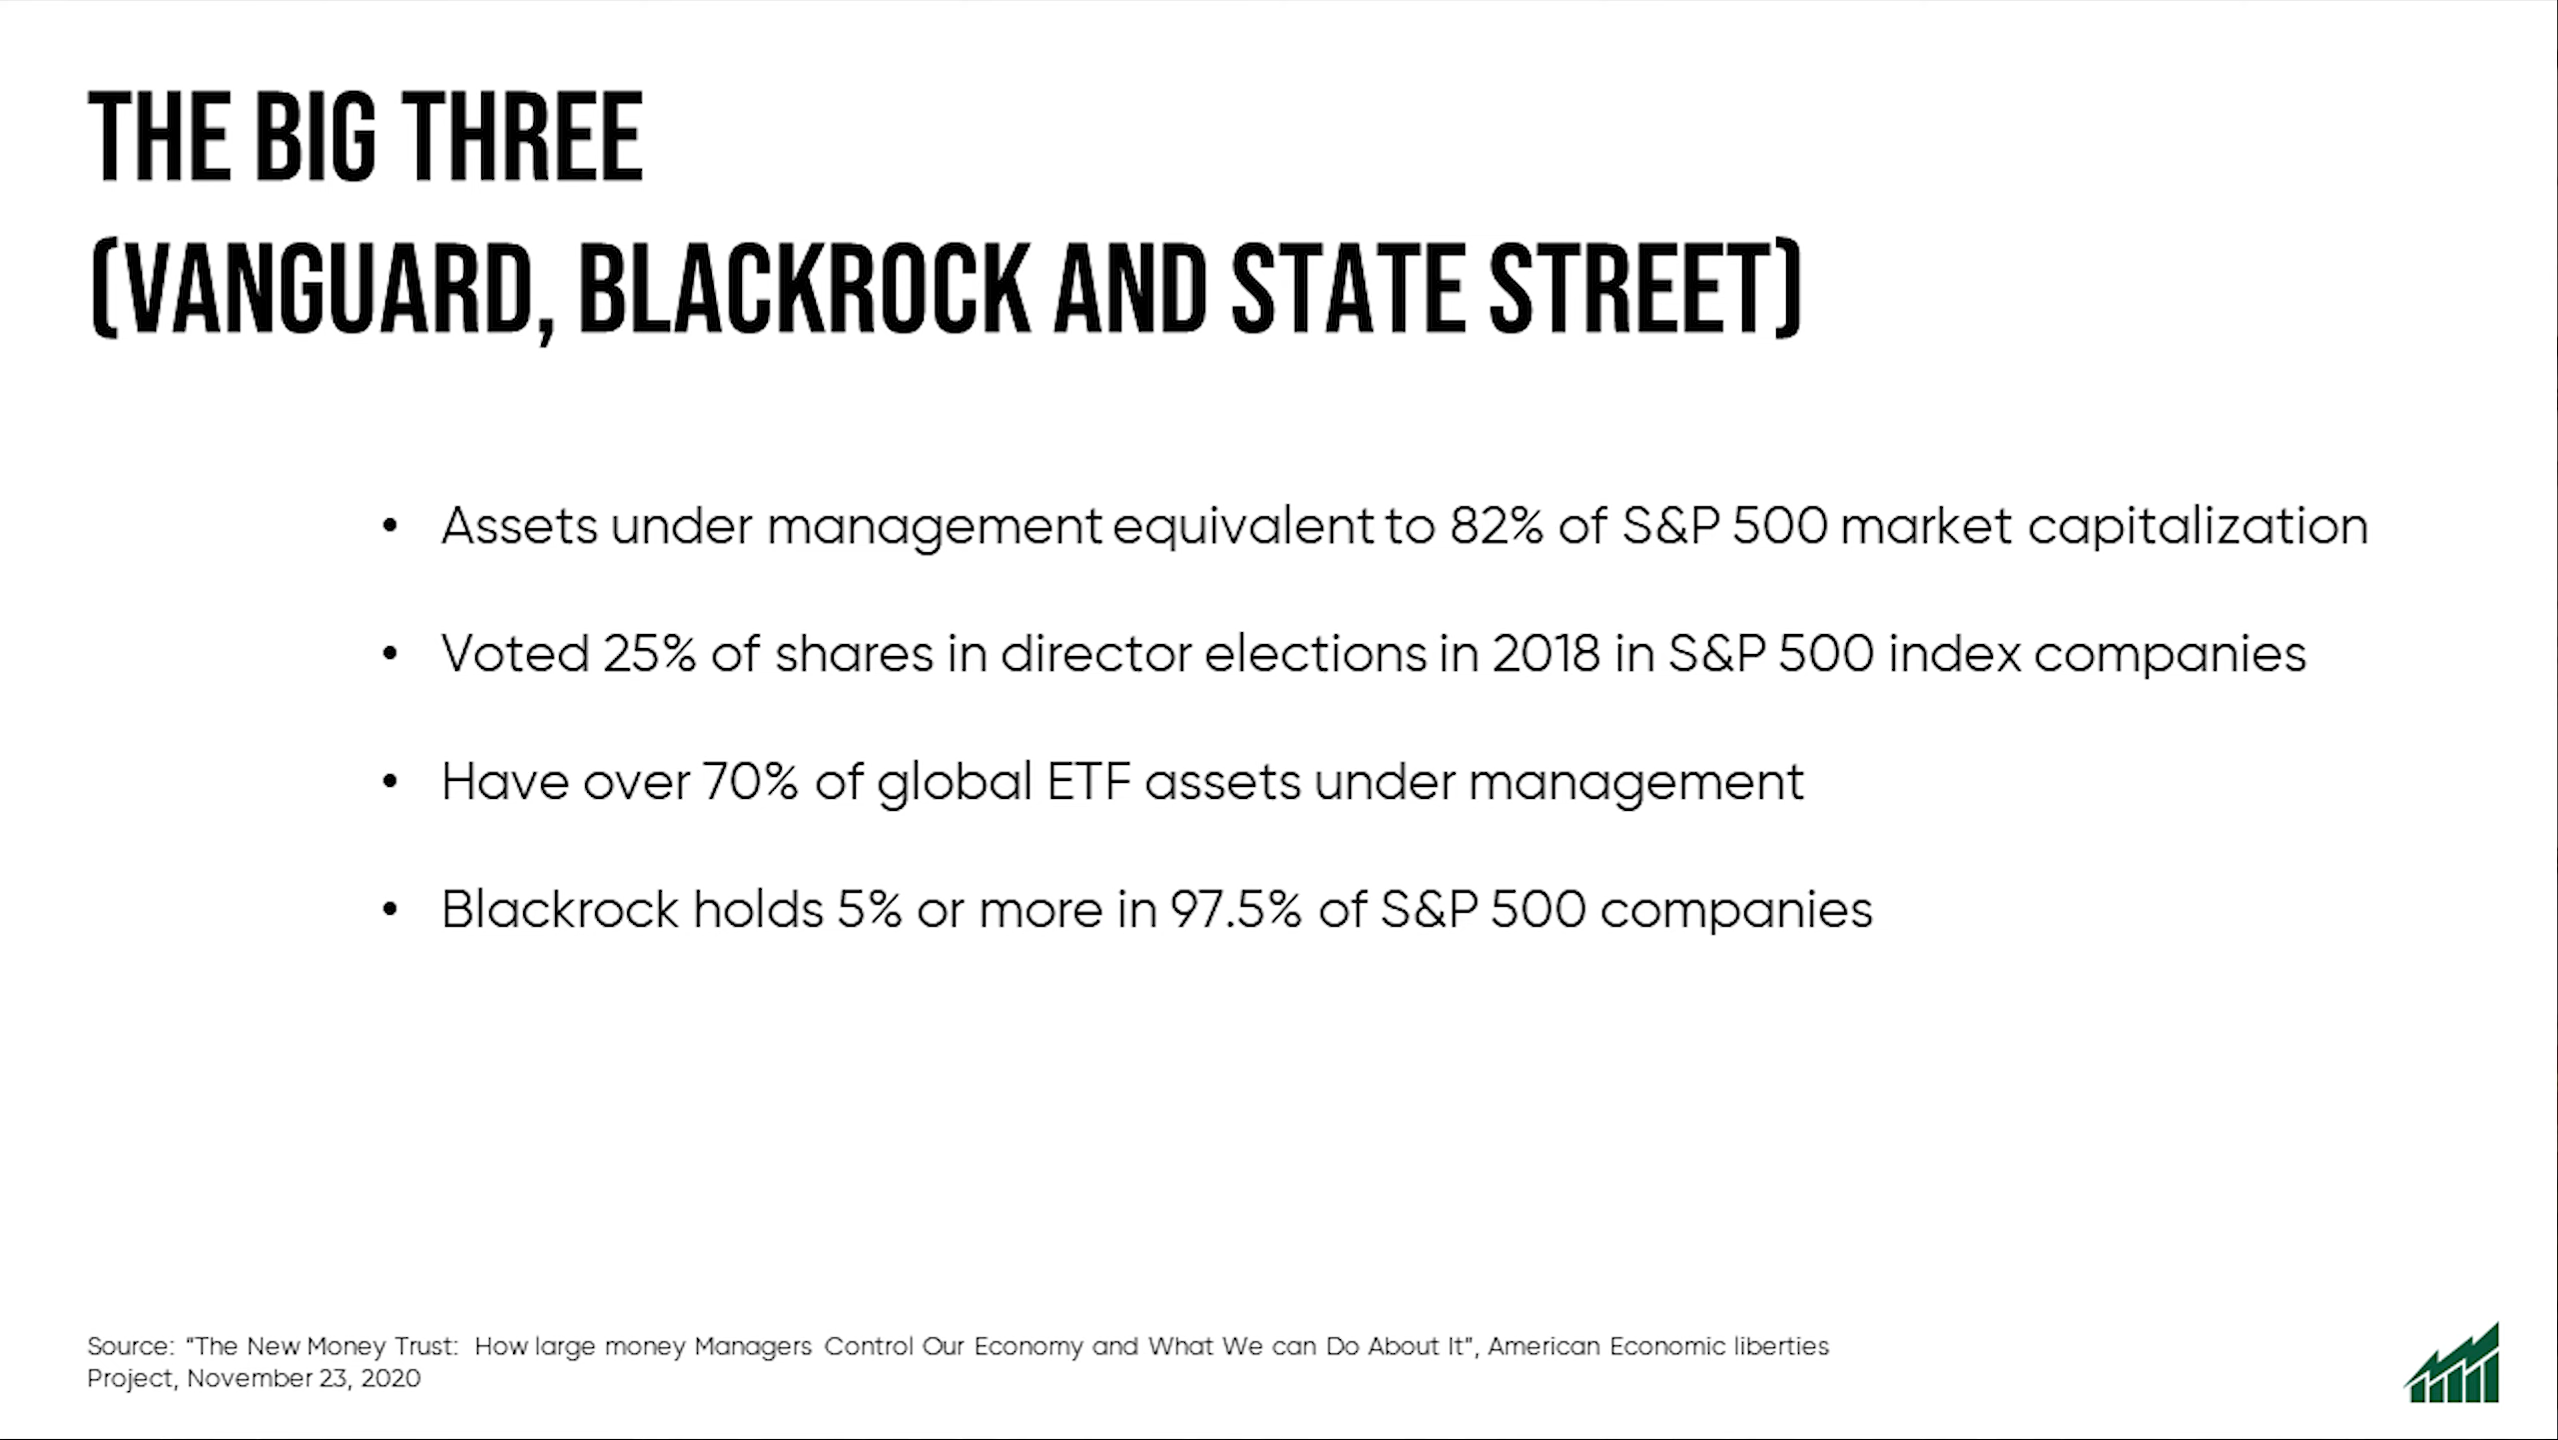 THE BIG THREE
(VANGUARD, BLACKROCK AND STATE STREET)
• Assets under management equivalent to 82% of S&P 500 market capitalization
• Voted 25% of shares in director elections in 2018 in S&P 500 index companies
• Have over 70% of global ETF assets under management
• Blackrock holds 5% or more in 97.5% of S&P 500 companies
Source: "The New Money Trust: How large money Managers Control Our Economy and What We can Do About It", American Economic liberties
Project, November 23, 2020